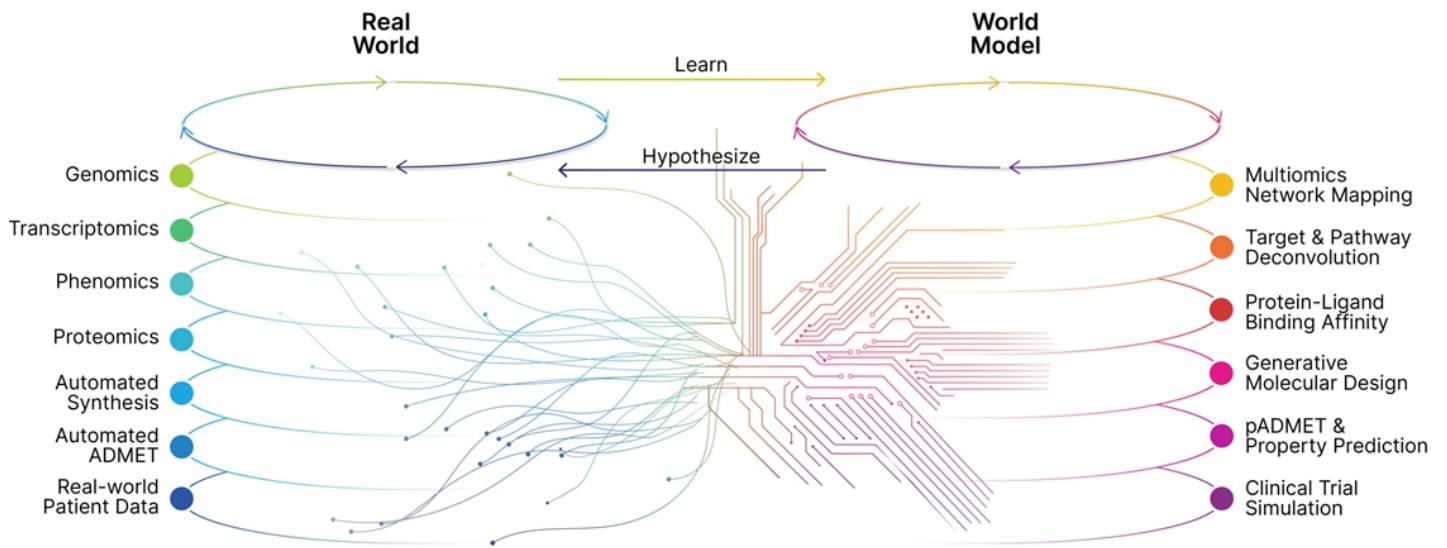 Real
World
World
Model
Learn
Hypothesize
Genomics
Transcriptomics
Phenomics
Proteomics
Automated
Synthesis
Automated
ADMET
Real-world
Patient Data
Multiomics
Network Mapping
Target & Pathway
Deconvolution
Protein-Ligand
Binding Affinity
Generative
Molecular Design
pADMET &
Property Prediction
Clinical Trial
Simulation